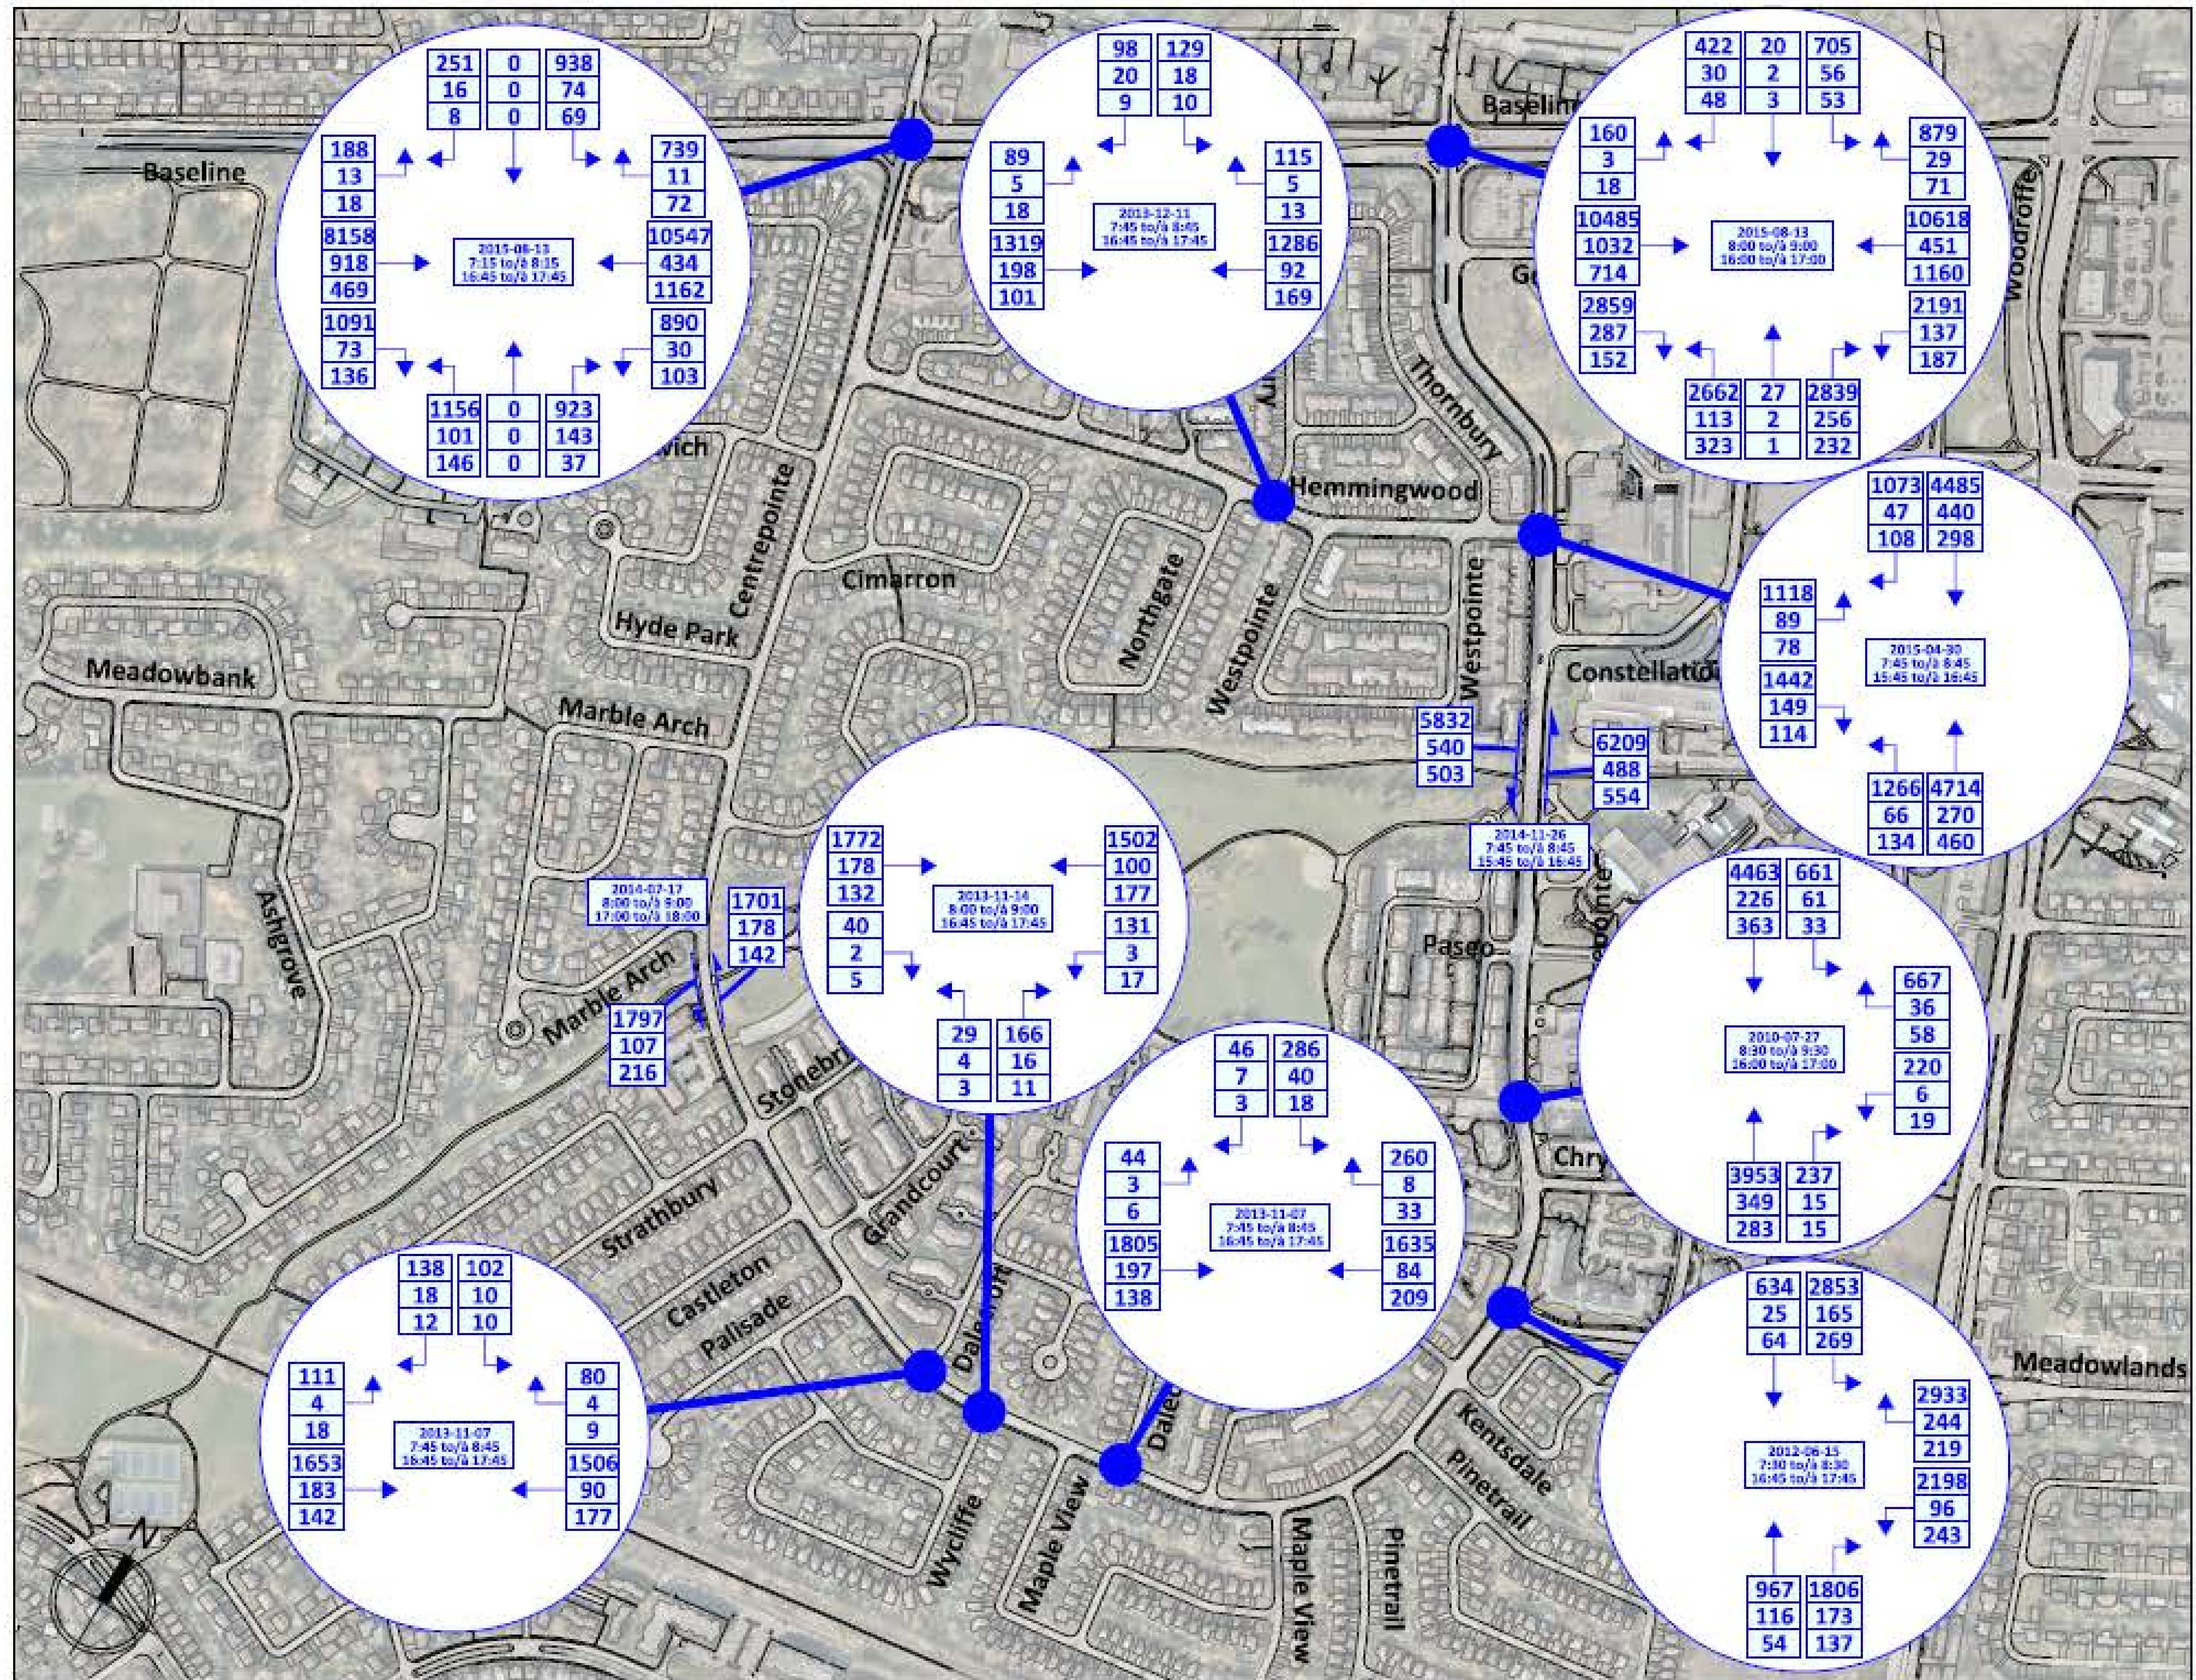 251 0 938
16 0 74
8 0 69
188
13
18
739
11
72
8158
918
469
2015-08-13
7:15 to/à 8:15
16:45 to/à 17:45
10547
434
1162
1091
73
136
890
30
103
1156 0 923
101 0 143
146 0 37
98 129
20 18
9 10
89
5
18
115
5
13
2013-12-11
7:45 to/à 8:45
16:45 to/à 17:45
1319
198
101
1286
92
169
422 20 705
30 2 56
48 3 53
160
3
18
879
29
71
10485
1032
714
2015-08-13
8:00 to/à 9:00
16:00 to/à 17:00
10618
451
1160
2859
287
152
2191
137
187
2662 27 2839
113 2 256
323 1 232
Baseline
Baseline
Woodroffe
Thornbury
Hemmingwood
Centrepointe
Cimarron
Hyde Park
Northgate
Westpointe
Westpointe
Constellation
Meadowbank
Marble Arch
1073 4485
47 440
108 298
1118
89
78
2015-04-30
7:45 to/à 8:45
15:45 to/à 16:45
1442
149
114
1266 4714
66 270
134 460
5832
540
503
6209
488
554
2014-11-26
7:45 to/à 8:45
15:45 to/à 16:45
1772
178
132
1502
100
177
2013-11-14
8:00 to/à 9:00
16:45 to/à 17:45
40
2
5
131
3
17
29 166
4 16
3 11
2014-07-17
8:00 to/à 9:00
17:00 to/à 18:00
1701
178
142
1797
107
216
Ashgrove
Marble Arch
Paseo
4463 661
226 61
363 33
667
36
58
2010-07-27
8:30 to/à 9:30
16:00 to/à 17:00
220
6
19
3953 237
349 15
283 15
46 286
7 40
3 18
44
3
6
260
8
33
2013-11-07
7:45 to/à 8:45
16:45 to/à 17:45
1805
197
138
1635
84
209
Strathbury
Grandcourt
Castleton
Palisade
138 102
18 10
12 10
111
4
18
80
4
9
2013-11-07
7:45 to/à 8:45
16:45 to/à 17:45
1653
183
142
1506
90
177
634 2853
25 165
64 269
2933
244
219
2012-06-15
7:30 to/à 8:30
16:45 to/à 17:45
2198
96
243
967 1806
116 173
54 137
Meadowlands
Kentsdale
Pinetrail
Wycliffe
Maple View
Maple View
Pinetrail
N